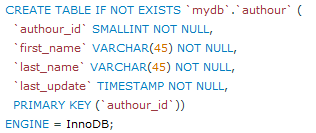 CREATE TABLE IF NOT EXISTS `mydb`.`authour` (
`authour_id` SMALLINT NOT NULL,
`first_name` VARCHAR(45) NOT NULL,
`last_name` VARCHAR(45) NOT NULL,
`last_update` TIMESTAMP NOT NULL,
PRIMARY KEY (`authour_id`))
ENGINE = InnoDB;